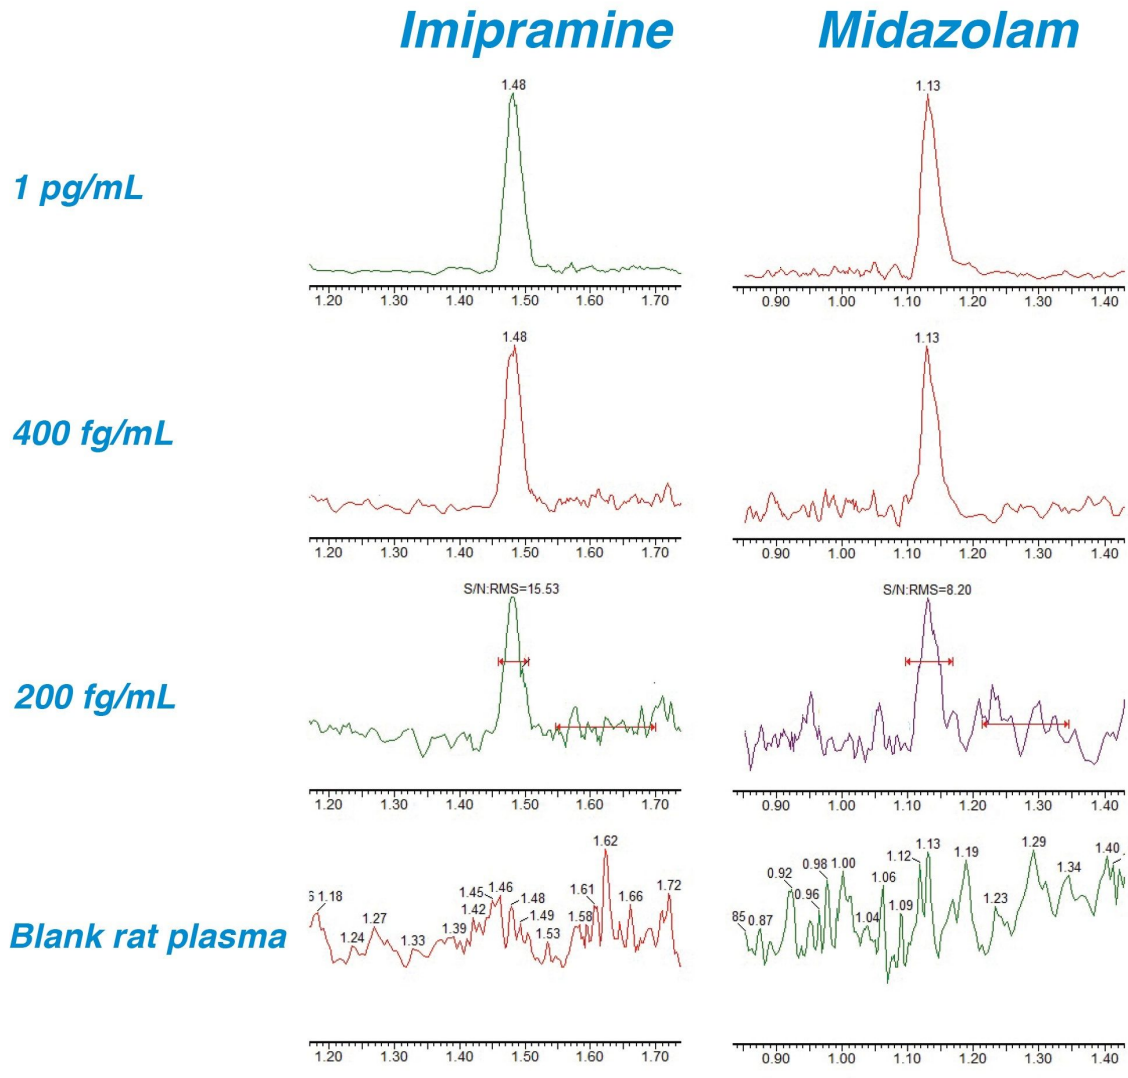 Imipramine Midazolam
1.48 1.13
1 pg/mL
1.20 1.30 1.40 1.50 1.60 1.70 0.90 1.00 1.10 1.20 1.30 1.40
1.48 1.13
400 fg/mL
1.20 1.30 1.40 1.50 1.60 1.70 0.90 1.00 1.10 1.20 1.30 1.40
S/N:RMS=15.53 S/N:RMS=8.20
200 fg/mL
1.20 1.30 1.40 1.50 1.60 1.70 0.90 1.00 1.10 1.20 1.30 1.40
Blank rat plasma
1.18 1.24 1.27 1.33 1.39 1.42 1.45 1.46 1.48 1.49 1.53 1.58 1.61 1.62 1.66 1.72
85 0.87 0.92 0.96 0.98 1.00 1.04 1.06 1.09 1.12 1.13 1.19 1.23 1.29 1.34 1.40
1.20 1.30 1.40 1.50 1.60 1.70 0.90 1.00 1.10 1.20 1.30 1.40